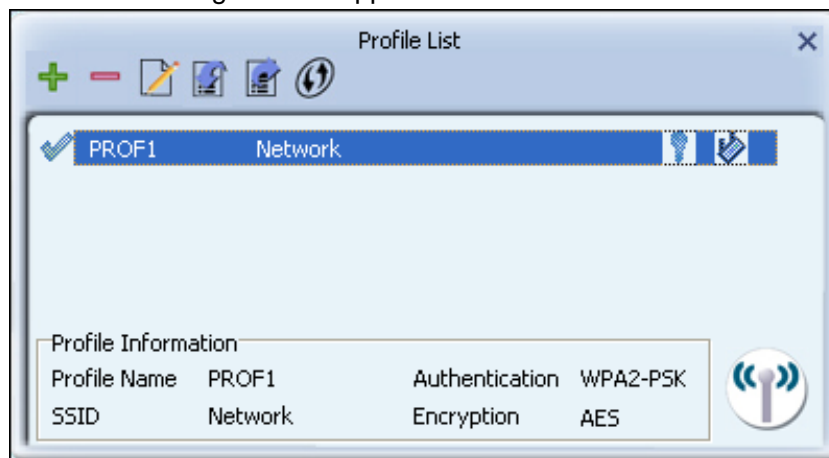 Profile List
PROF1 Network
Profile Information
Profile Name PROF1 Authentication WPA2-PSK
SSID Network Encryption AES